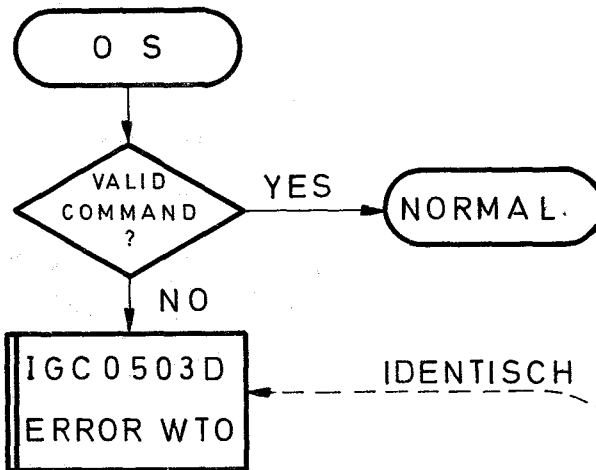 O S
VALID
COMMAND
?
YES
NORMAL.
NO
IGC0503D
ERROR WTO
IDENTISCH